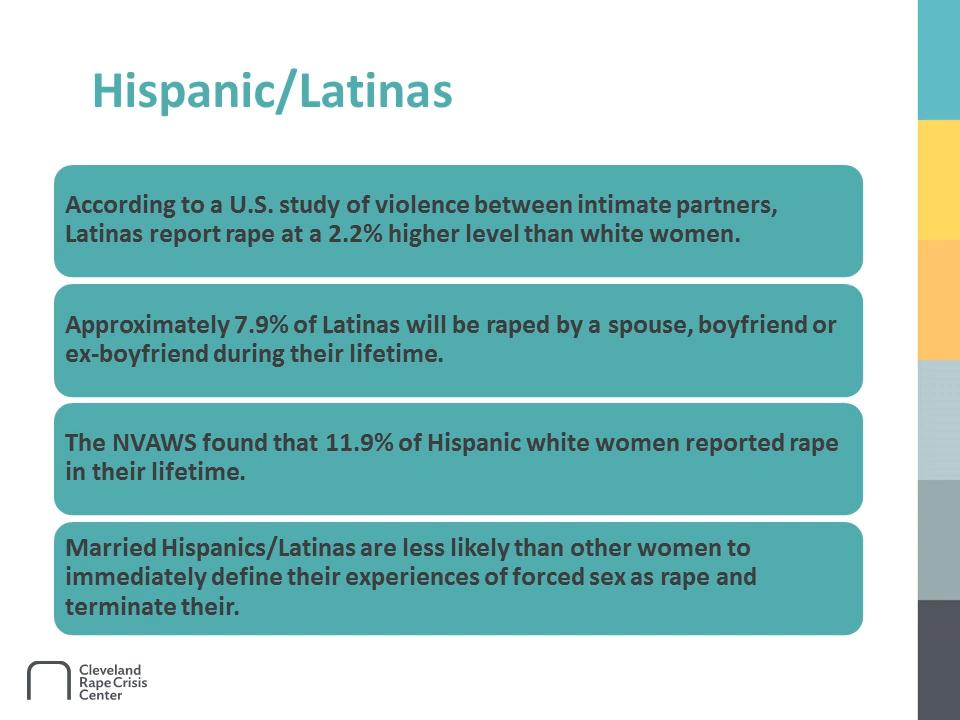 Hispanic/Latinas
According to a U.S. study of violence between intimate partners,
Latinas report rape at a 2.2% higher level than white women.
Approximately 7.9% of Latinas will be raped by a spouse, boyfriend or
ex-boyfriend during their lifetime.
The NVAWS found that 11.9% of Hispanic white women reported rape
in their lifetime.
Married Hispanics/Latinas are less likely than other women to
immediately define their experiences of forced sex as rape and
terminate their.
Cleveland
Rape Crisis
Center